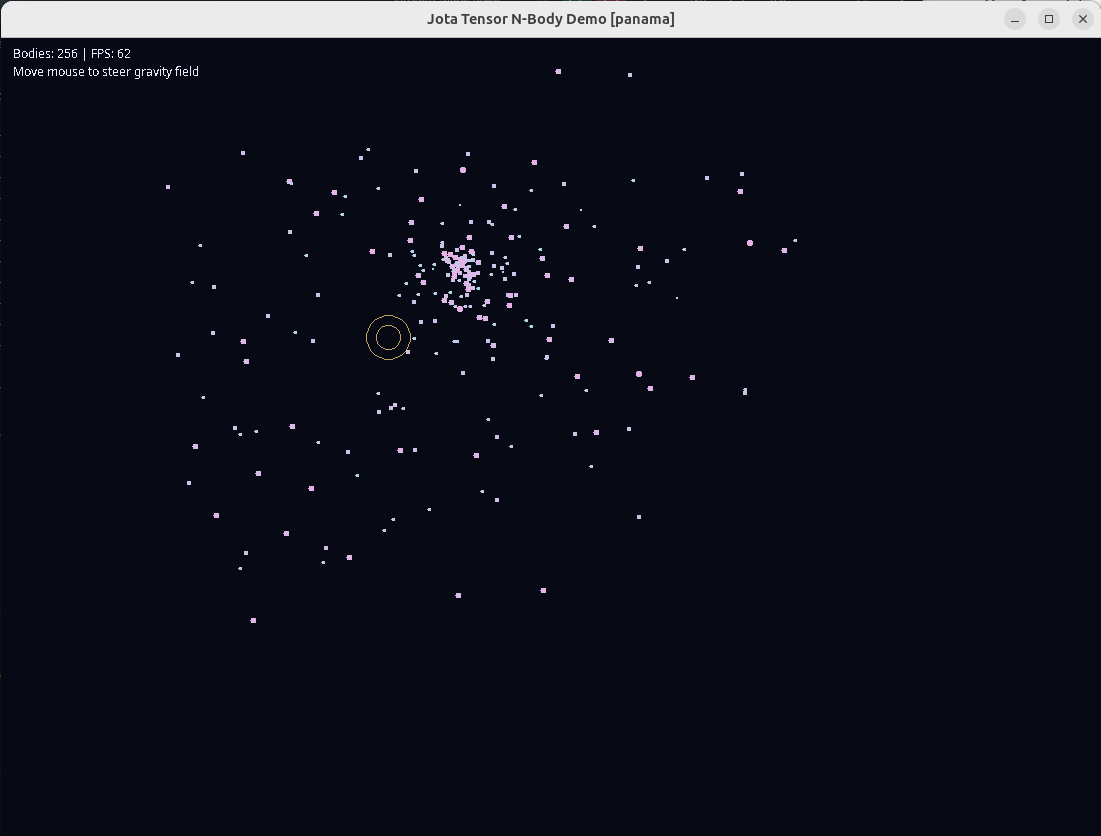 Jota Tensor N-Body Demo [panama]
Bodies: 256 | FPS: 62
Move mouse to steer gravity field